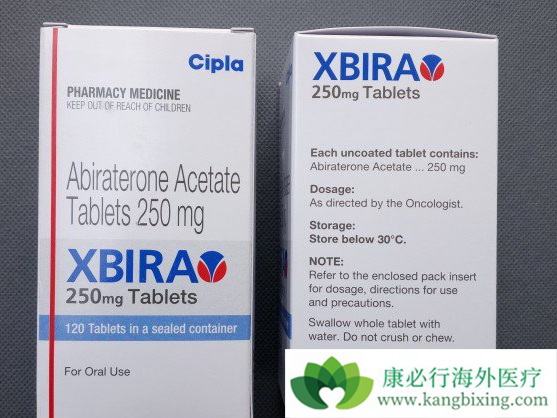 Cipla
PHARMACY MEDICINE
KEEP OUT OF REACH OF CHILDREN
Abiraterone Acetate
Tablets 250 mg
XBIRA
250mg Tablets
120 Tablets in a sealed container
For Oral Use
XBIRA
250mg Tablets
Each uncoated tablet contains:
Abiraterone Acetate ... 250 mg
Dosage:
As directed by the Oncologist.
Storage:
Store below 30°C.
NOTE:
Refer to the enclosed pack insert
for dosage, directions for use
and precautions.
Swallow whole tablet with
water. Do not crush or chew.
康必行海外医疗
www.kangbixing.com